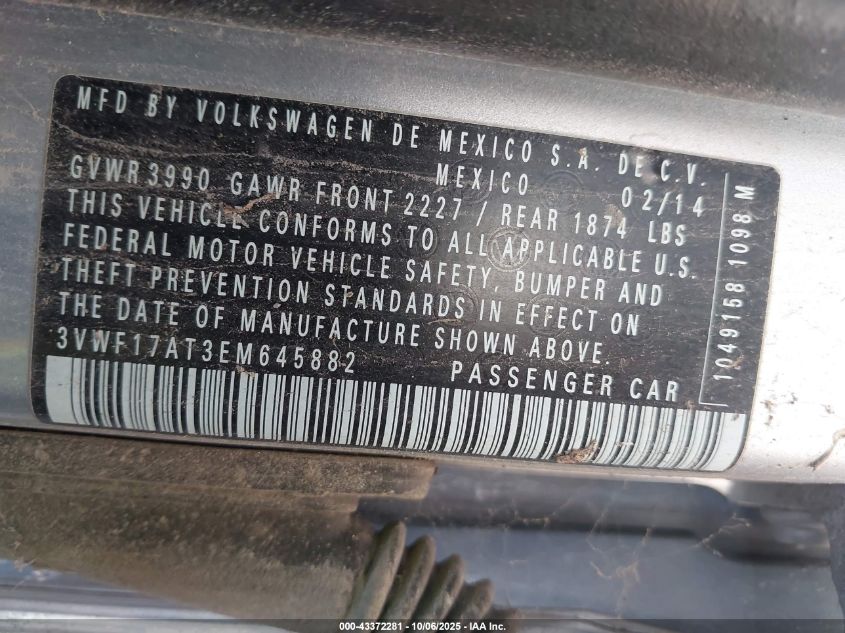 MFD BY VOLKSWAGEN DE MEXICO S.A. DE C.V.
MEXICO 02/14
GVWR3990 GAWR FRONT 2227 / REAR 1874 LBS
THIS VEHICLE CONFORMS TO ALL APPLICABLE U.S.
FEDERAL MOTOR VEHICLE SAFETY, BUMPER AND
THEFT PREVENTION STANDARDS IN EFFECT ON
THE DATE OF MANUFACTURE SHOWN ABOVE.
3VWF17AT3EM645882 PASSENGER CAR
1049158 1098 M
000-43372281 - 10/06/2025 - IAA Inc.